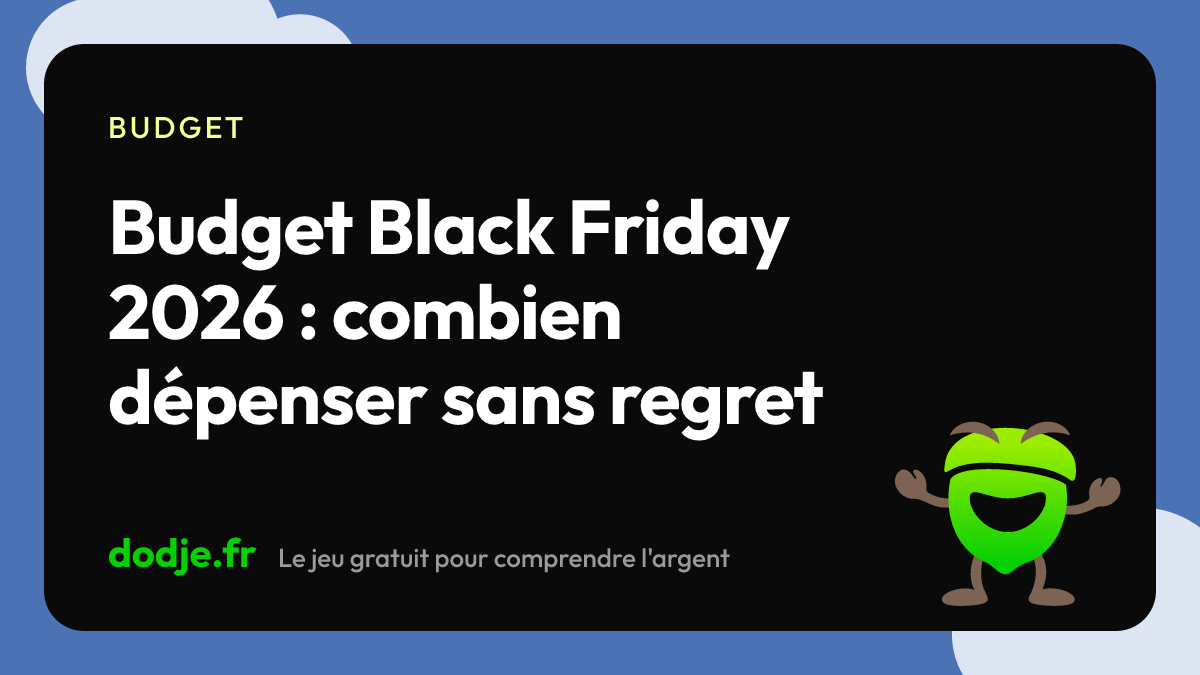 BUDGET
Budget Black Friday
2026 : combien
dépenser sans regret
dodje.fr Le jeu gratuit pour comprendre l'argent